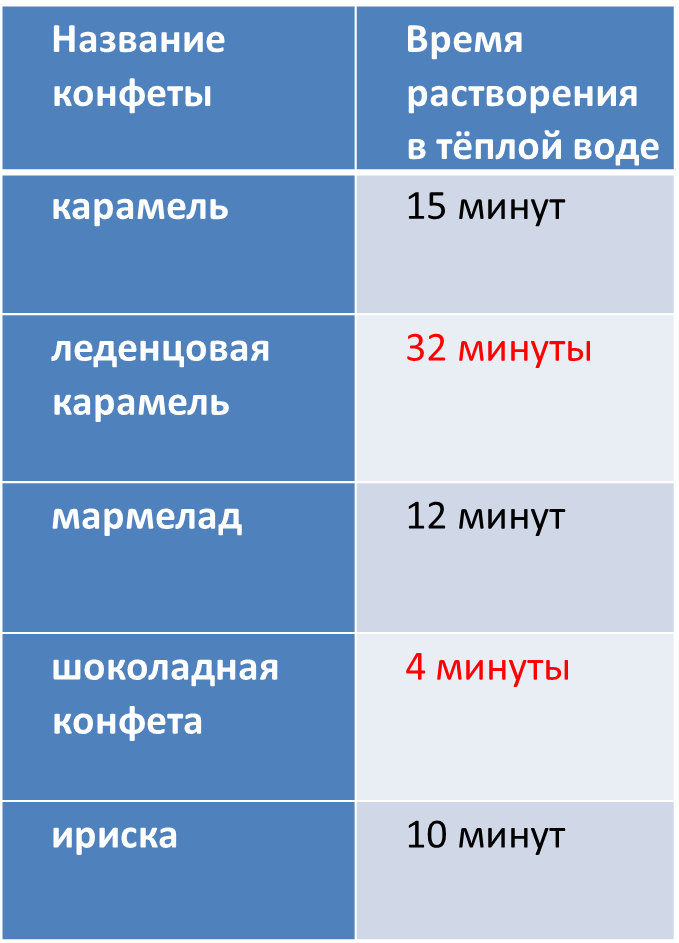 Название
конфеты
Время
растворения
в тёплой воде
карамель
15 минут
леденцовая
карамель
32 минуты
мармелад
12 минут
шоколадная
конфета
4 минуты
ириска
10 минут